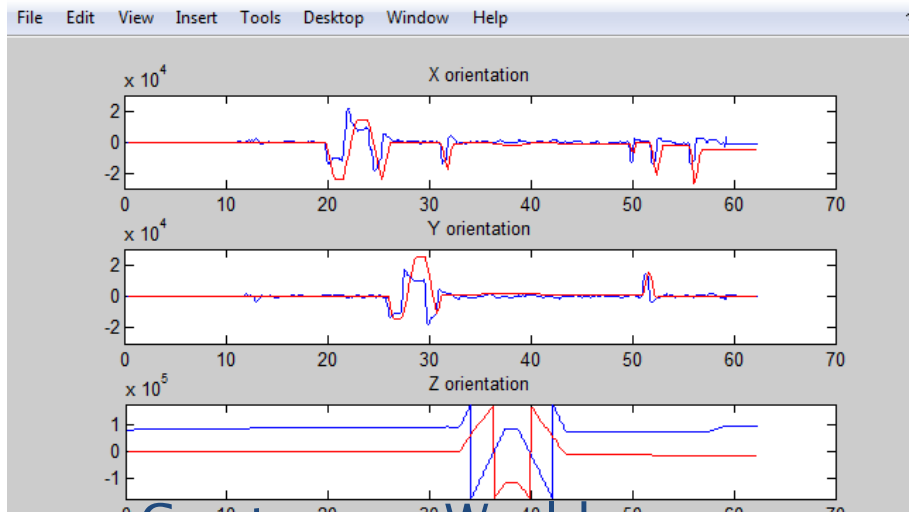 File Edit View Insert Tools Desktop Window Help
x 10^4
X orientation
2
0
-2
0 10 20 30 40 50 60 70
x 10^4
Y orientation
2
0
-2
0 10 20 30 40 50 60 70
x 10^5
Z orientation
1
0
-1